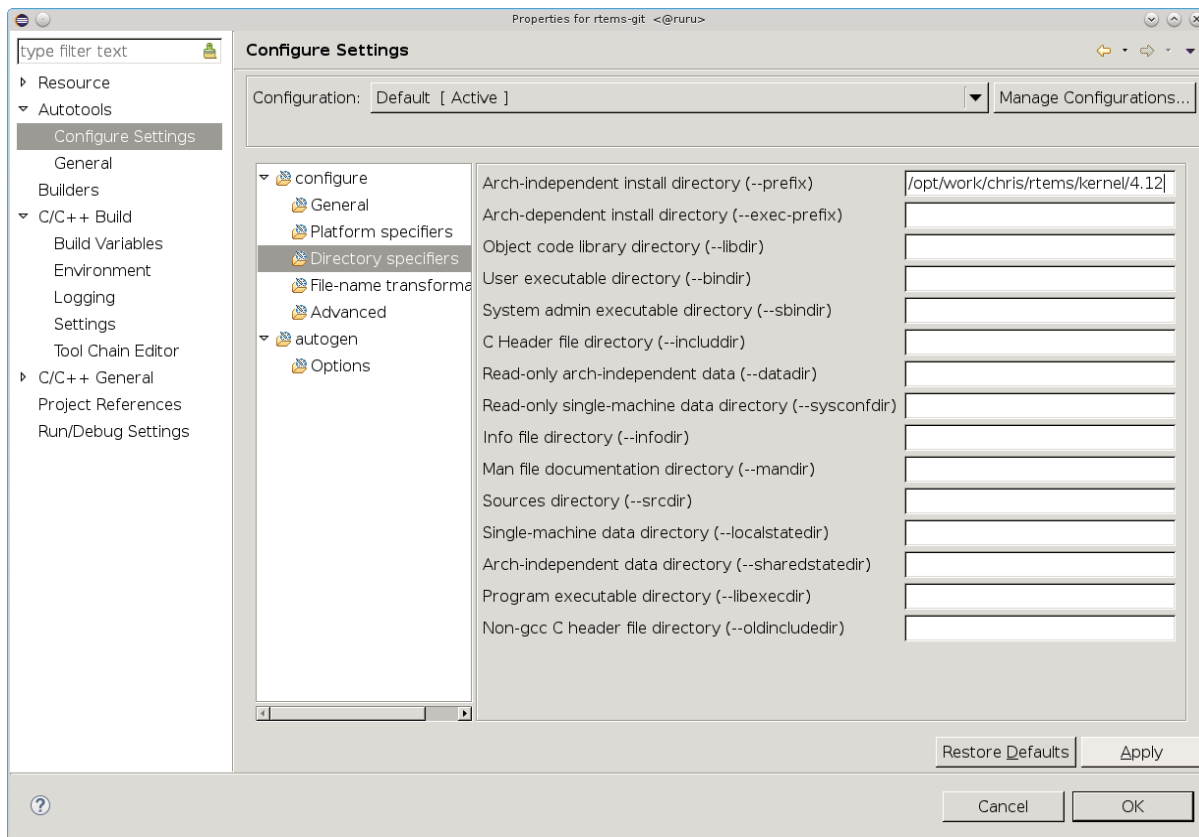 Properties for rtems-git <@ruru>
type filter text
Resource
Autotools
Configure Settings
General
Builders
C/C++ Build
Build Variables
Environment
Logging
Settings
Tool Chain Editor
C/C++ General
Project References
Run/Debug Settings
Configure Settings
Configuration: Default [ Active ] Manage Configurations...
configure
General
Platform specifiers
Directory specifiers
File-name transforma
Advanced
autogen
Options
Arch-independent install directory (--prefix) /opt/work/chris/rtems/kernel/4.12
Arch-dependent install directory (--exec-prefix)
Object code library directory (--libdir)
User executable directory (--bindir)
System admin executable directory (--sbindir)
C Header file directory (--includdir)
Read-only arch-independent data (--datadir)
Read-only single-machine data directory (--sysconfdir)
Info file directory (--infodir)
Man file documentation directory (--mandir)
Sources directory (--srcdir)
Single-machine data directory (--localstatedir)
Arch-independent data directory (--sharedstatedir)
Program executable directory (--libexecdir)
Non-gcc C header file directory (--oldincludedir)
Restore Defaults Apply
? Cancel OK